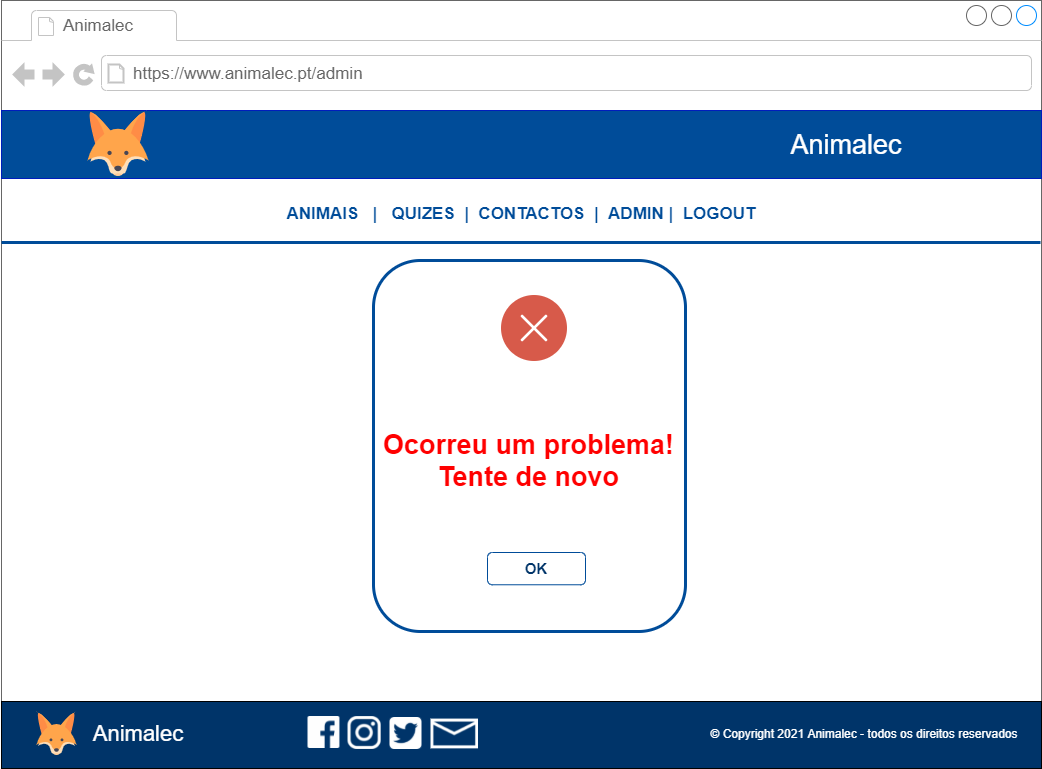 Animalec
https://www.animalec.pt/admin
Animalec
ANIMAIS | QUIZES | CONTACTOS | ADMIN | LOGOUT
Ocorreu um problema!
Tente de novo
OK
Animalec
© Copyright 2021 Animalec - todos os direitos reservados